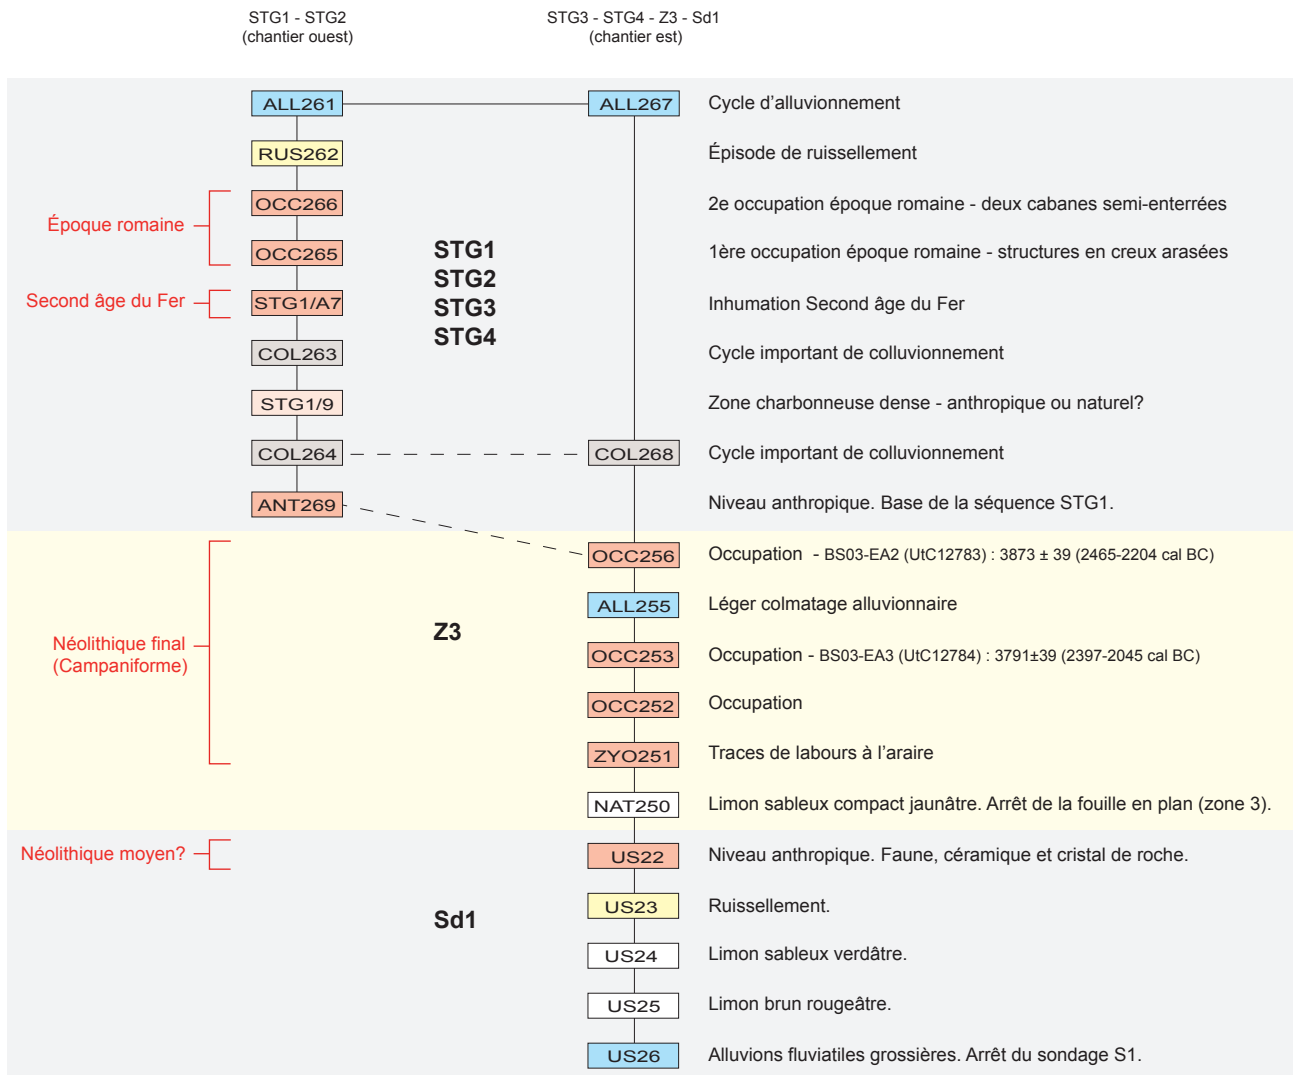 STG1 - STG2
(chantier ouest)
STG3 - STG4 - Z3 - Sd1
(chantier est)
ALL261
ALL267
Cycle d'alluvionnement
RUS262
Épisode de ruissellement
Époque romaine
OCC266
2e occupation époque romaine - deux cabanes semi-enterrées
OCC265
1ère occupation époque romaine - structures en creux arasées
STG1
STG2
STG3
STG4
Second âge du Fer
STG1/A7
Inhumation Second âge du Fer
COL263
Cycle important de colluvionnement
STG1/9
Zone charbonneuse dense - anthropique ou naturel?
COL264
COL268
Cycle important de colluvionnement
ANT269
Niveau anthropique. Base de la séquence STG1.
OCC256
Occupation - BS03-EA2 (UtC12783) : 3873 ± 39 (2465-2204 cal BC)
ALL255
Léger colmatage alluvionnaire
Z3
Néolithique final
(Campaniforme)
OCC253
Occupation - BS03-EA3 (UtC12784) : 3791±39 (2397-2045 cal BC)
OCC252
Occupation
ZYO251
Traces de labours à l'araire
NAT250
Limon sableux compact jaunâtre. Arrêt de la fouille en plan (zone 3).
Néolithique moyen?
US22
Niveau anthropique. Faune, céramique et cristal de roche.
US23
Ruissellement.
Sd1
US24
Limon sableux verdâtre.
US25
Limon brun rougeâtre.
US26
Alluvions fluviatiles grossières. Arrêt du sondage S1.